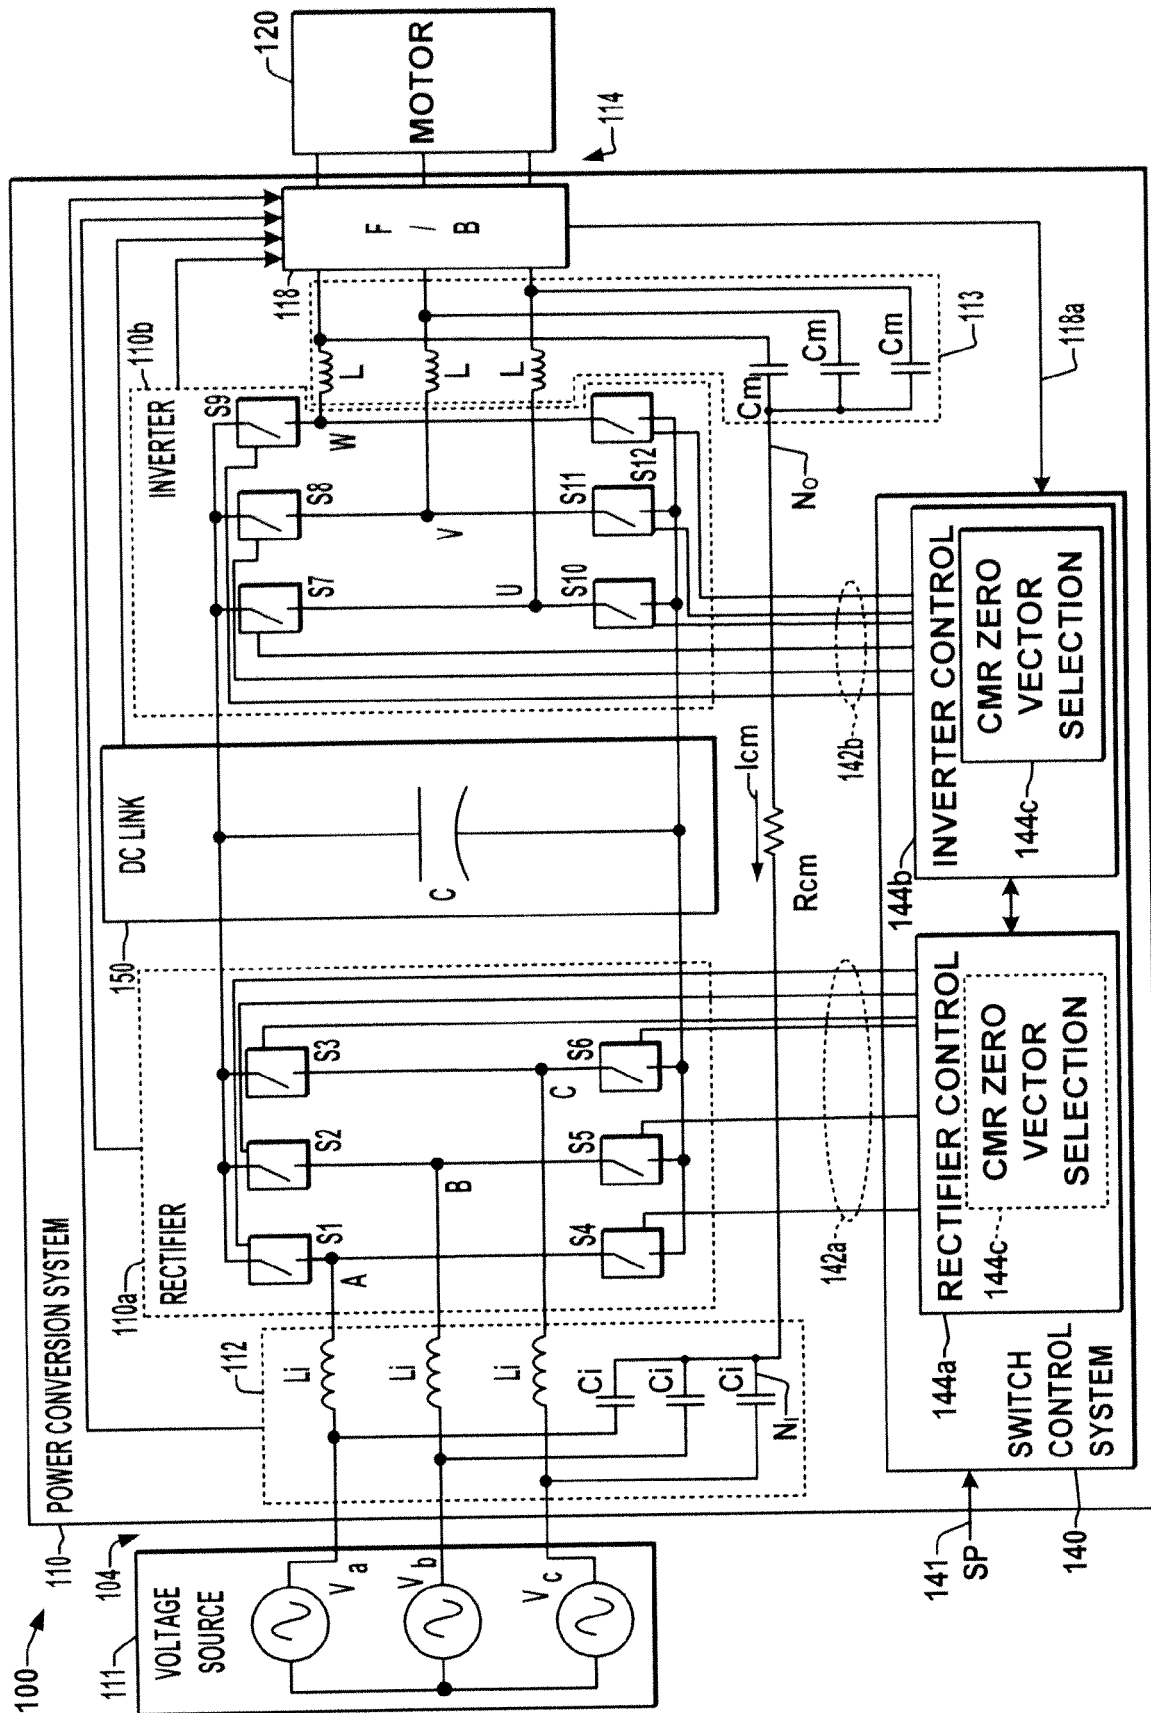 100
110
POWER CONVERSION SYSTEM
104
111
VOLTAGE
SOURCE
Va
Vb
Vc
112
Li
Li
Li
Ci
Ci
Ci
NI
110a
RECTIFIER
S1
S2
S3
A
B
C
S4
S5
S6
150
DC LINK
C
110b
INVERTER
S7
S8
S9
U
V
W
S10
S11
S12
L
L
L
118
F
/
B
120
MOTOR
114
Cm
Cm
Cm
113
NO
Icm
Rcm
118a
142a
142b
141
SP
140
SWITCH
CONTROL
SYSTEM
144a
RECTIFIER CONTROL
CMR ZERO
VECTOR
SELECTION
144c
144b
INVERTER CONTROL
CMR ZERO
VECTOR
SELECTION
144c